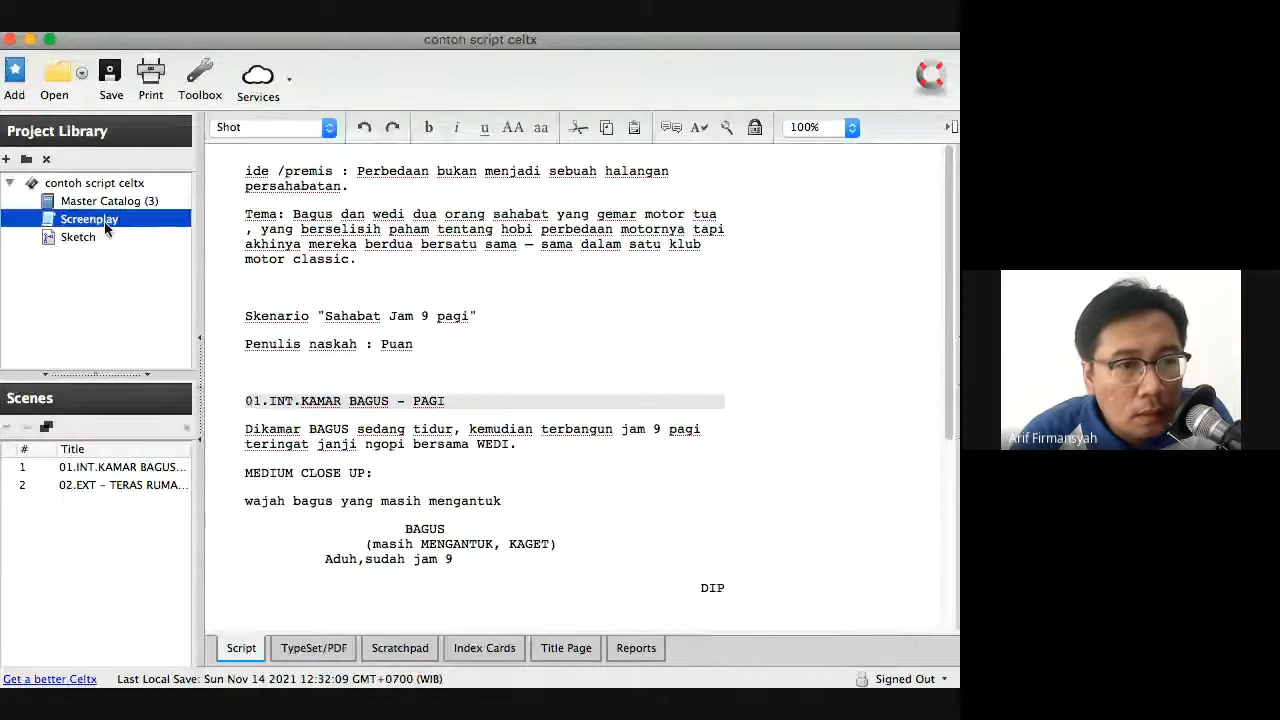 contoh script celtx
Add
Open
Save
Print
Toolbox
Services
Project Library
Shot
b i u AA aa
A
100%
contoh script celtx
Master Catalog (3)
Screenplay
Sketch
ide /premis : Perbedaan bukan menjadi sebuah halangan
persahabatan.
Tema: Bagus dan wedi dua orang sahabat yang gemar motor tua
, yang berselisih paham tentang hobi perbedaan motornya tapi
akhinya mereka berdua bersatu sama – sama dalam satu klub
motor classic.
Skenario "Sahabat Jam 9 pagi"
Penulis naskah : Puan
01.INT.KAMAR BAGUS – PAGI
Dikamar BAGUS sedang tidur, kemudian terbangun jam 9 pagi
teringat janji ngopi bersama WEDI.
MEDIUM CLOSE UP:
wajah bagus yang masih mengantuk
BAGUS
(masih MENGANTUK, KAGET)
Aduh,sudah jam 9
DIP
Scenes
# Title
1 01.INT.KAMAR BAGUS...
2 02.EXT – TERAS RUMA...
Arif Firmansyah
Script
TypeSet/PDF
Scratchpad
Index Cards
Title Page
Reports
Get a better Celtx
Last Local Save: Sun Nov 14 2021 12:32:09 GMT+0700 (WIB)
Signed Out